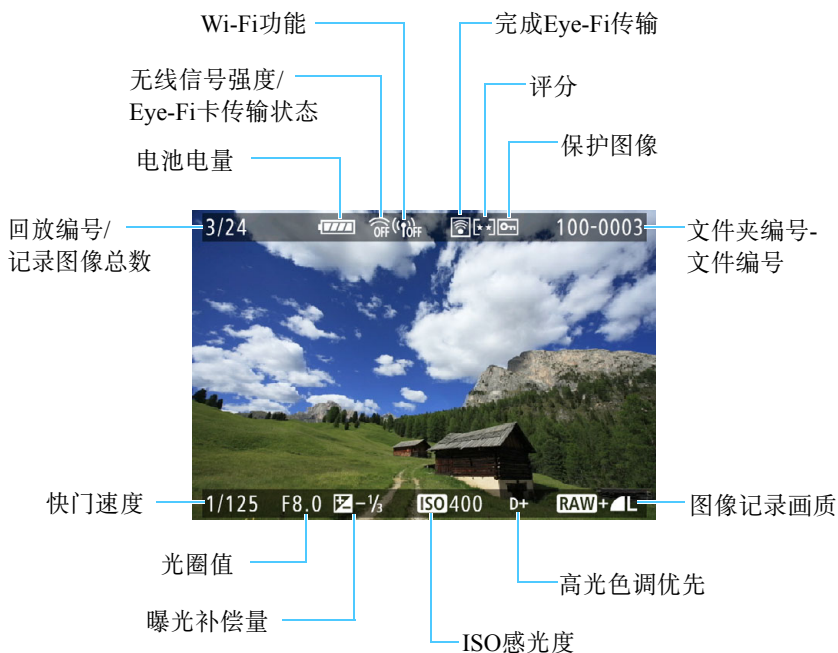 Wi-Fi功能
完成Eye-Fi传输
无线信号强度/
Eye-Fi卡传输状态
评分
电池电量
保护图像
回放编号/
记录图像总数
3/24
OFF
OFF
100-0003
文件夹编号-
文件编号
快门速度
1/125
F8.0
-⅓
ISO400
D+
RAW+L
图像记录画质
光圈值
高光色调优先
曝光补偿量
ISO感光度